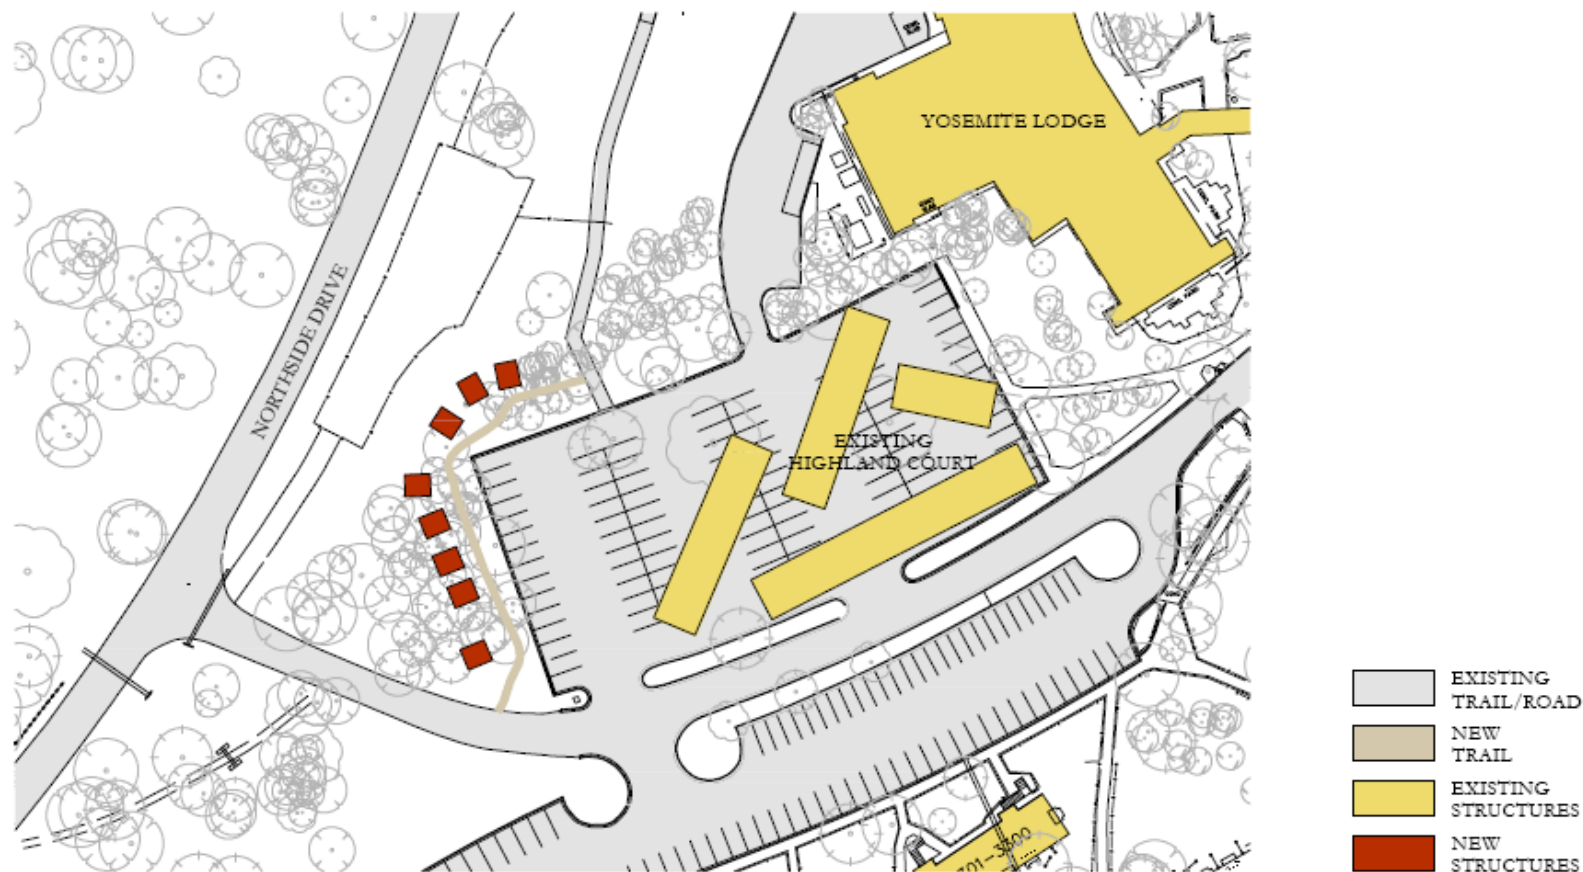 YOSEMITE LODGE
NORTHSIDE DRIVE
EXISTING
HIGHLAND COURT
EXISTING
TRAIL/ROAD
NEW
TRAIL
EXISTING
STRUCTURES
NEW
STRUCTURES